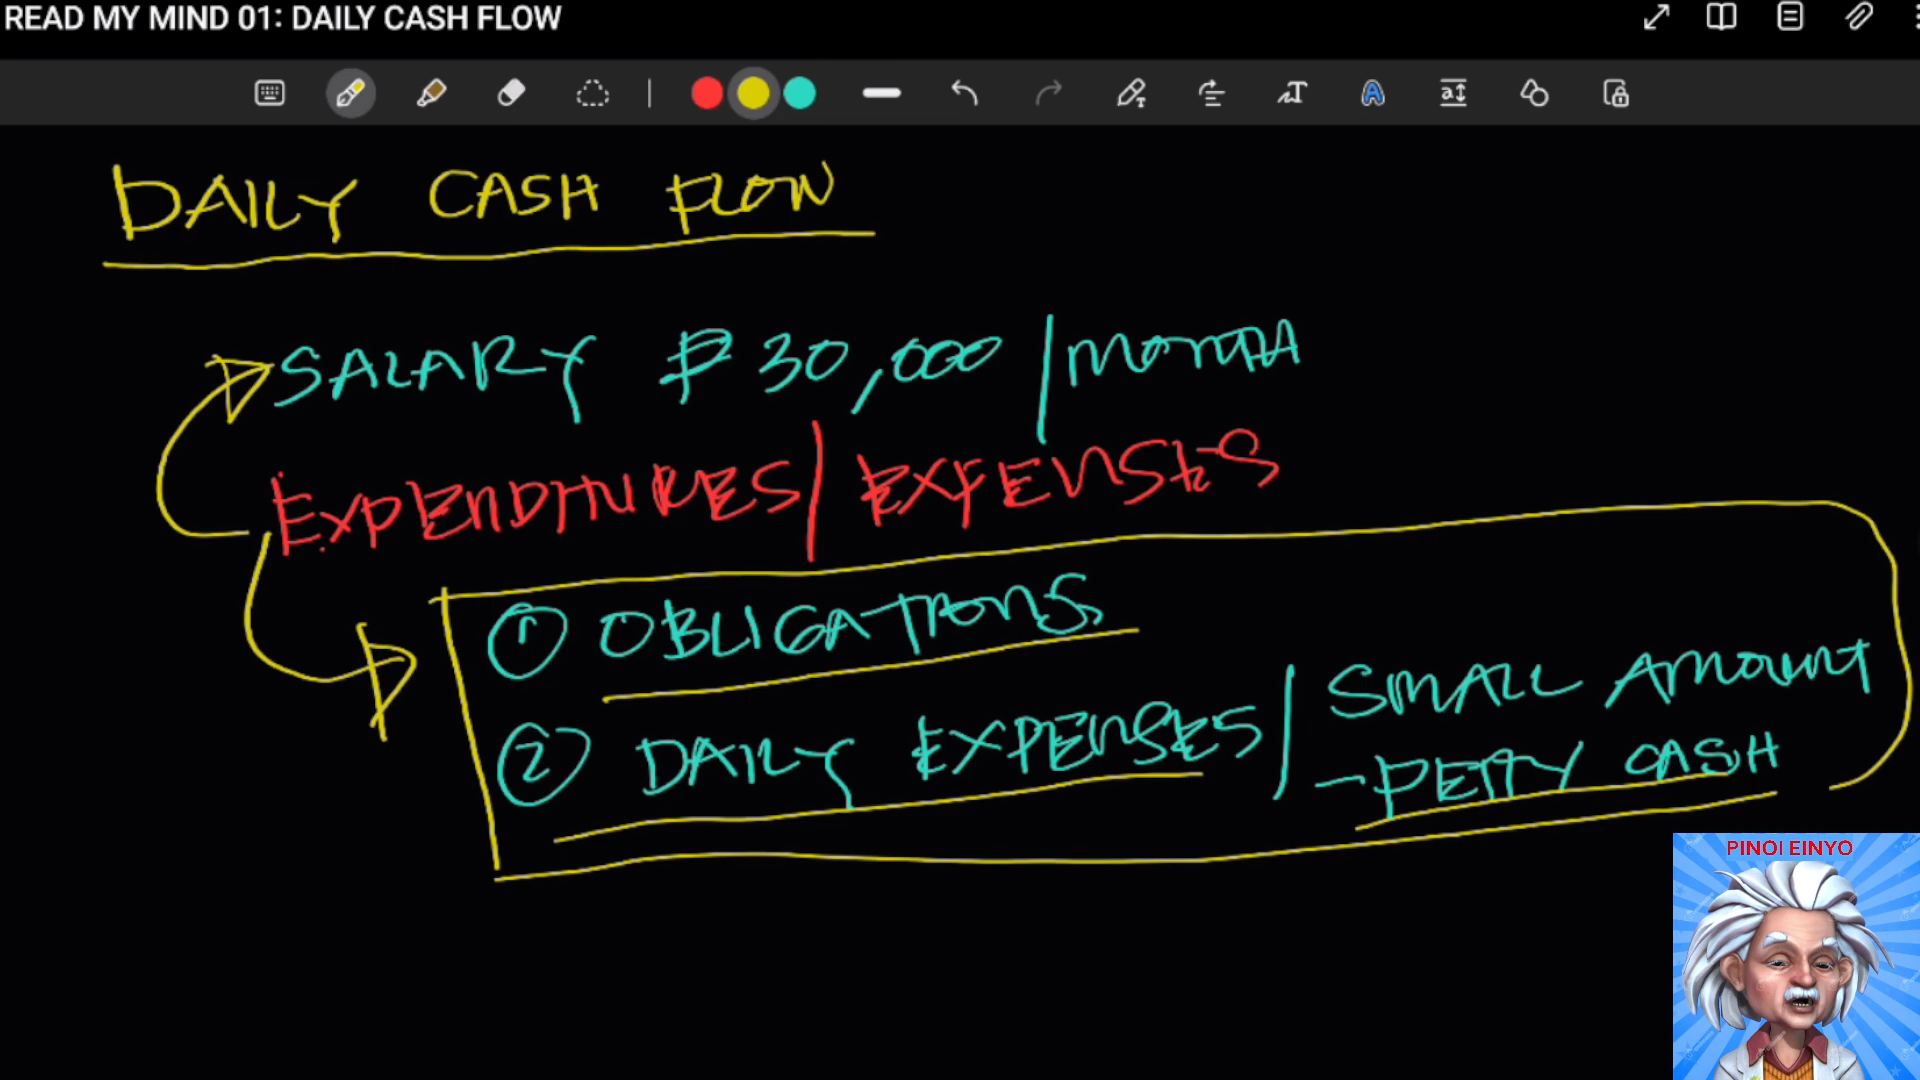 READ MY MIND 01: DAILY CASH FLOW
DAILY CASH FLOW
SALARY ₱ 30,000 / MONTH
EXPENDITURES / EXPENSES
① OBLIGATIONS
② DAILY EXPENSES / SMALL AMOUNT
- PETTY CASH
PINOI EINYO